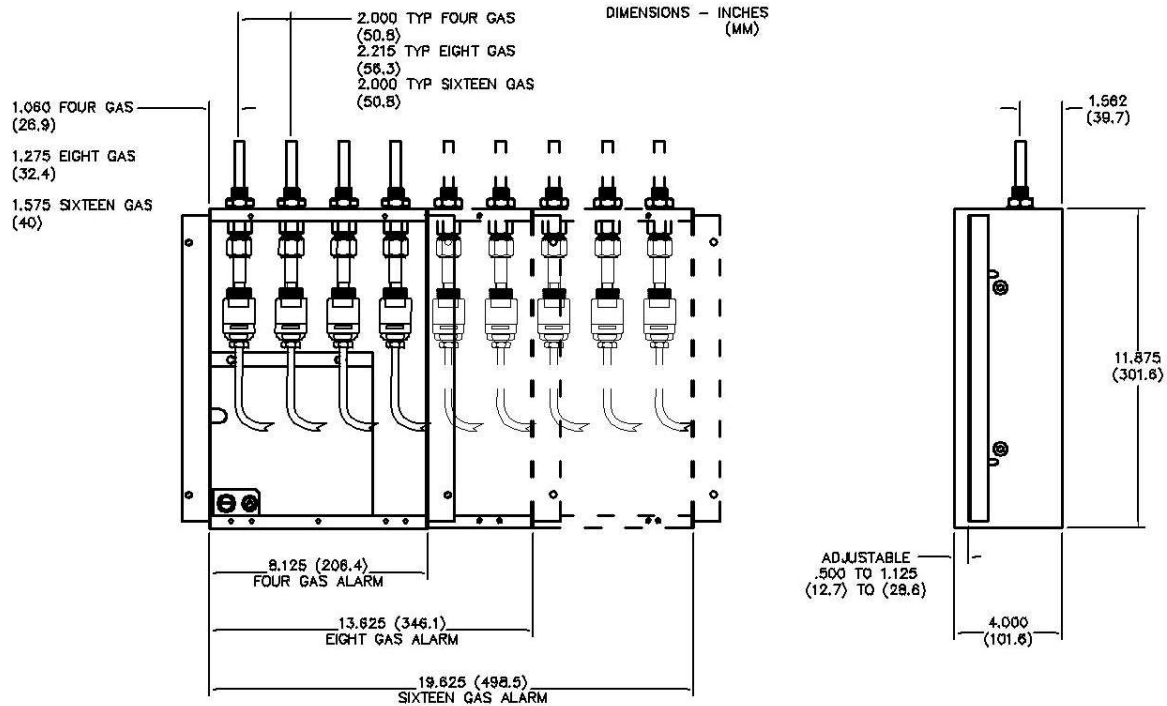 2.000 TYP FOUR GAS
(50.8)
2.215 TYP EIGHT GAS
(56.3)
2.000 TYP SIXTEEN GAS
(50.8)
DIMENSIONS - INCHES
(MM)
1.060 FOUR GAS
(26.9)
1.275 EIGHT GAS
(32.4)
1.575 SIXTEEN GAS
(40)
1.562
(39.7)
11.875
(301.6)
ADJUSTABLE
.500 TO 1.125
(12.7) TO (28.6)
4.000
(101.6)
8.125 (206.4)
FOUR GAS ALARM
13.625 (346.1)
EIGHT GAS ALARM
19.625 (498.5)
SIXTEEN GAS ALARM